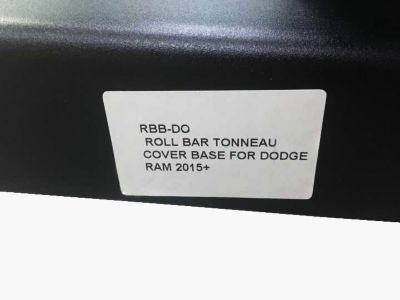 RBB-DO
ROLL BAR TONNEAU
COVER BASE FOR DODGE
RAM 2015+